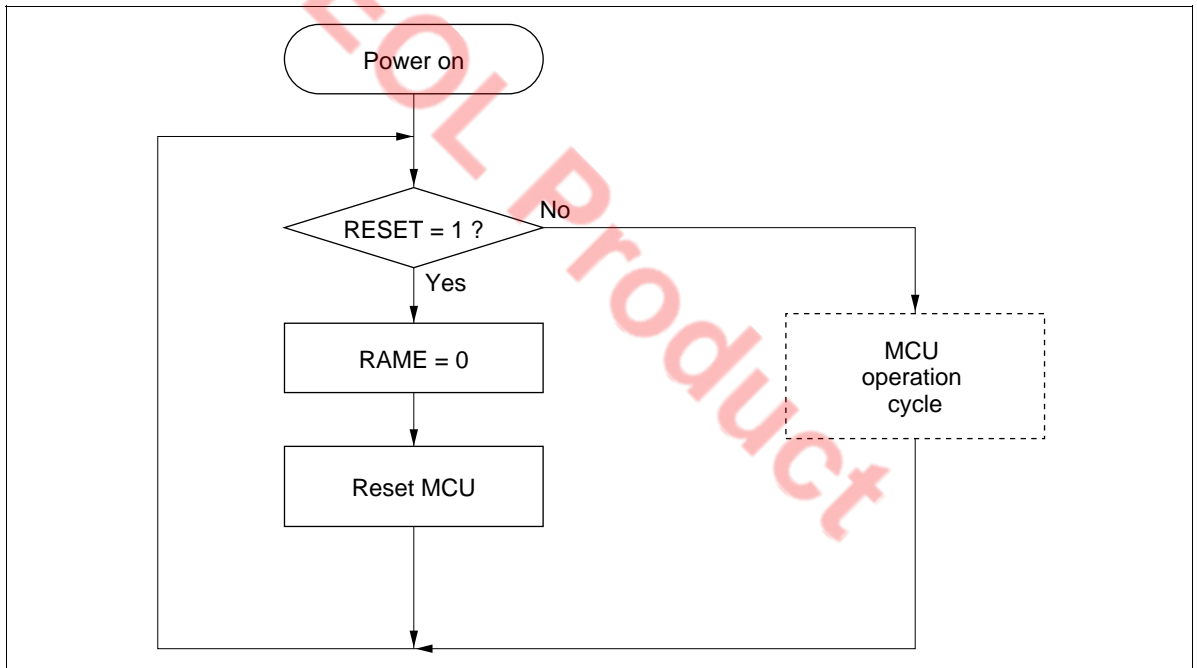 Power on
RESET = 1 ?
No
Yes
RAME = 0
MCU
operation
cycle
Reset MCU
EOL Product